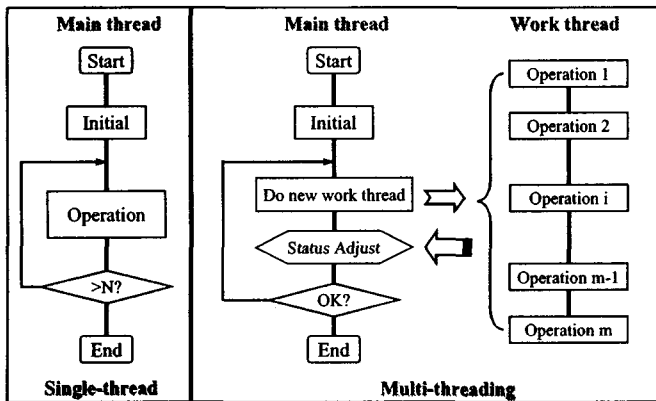 Main thread
Start
Initial
Operation
>N?
End
Single-thread
Main thread
Start
Initial
Do new work thread
Status Adjust
OK?
End
Work thread
Operation 1
Operation 2
Operation i
Operation m-1
Operation m
Multi-threading